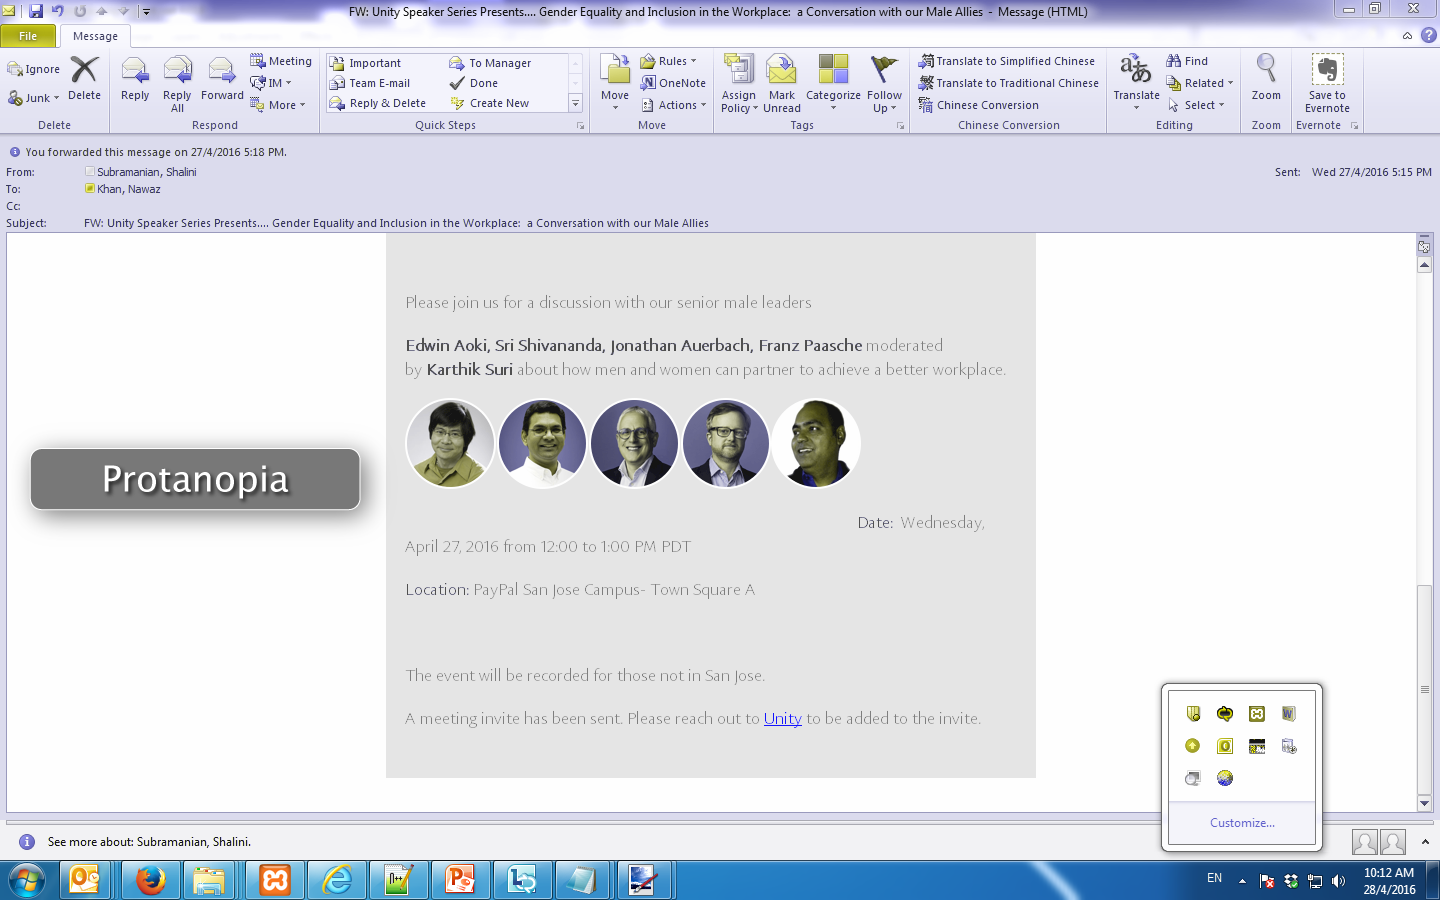 FW: Unity Speaker Series Presents.... Gender Equality and Inclusion in the Workplace: a Conversation with our Male Allies - Message (HTML)
File Message
Ignore
Junk
Delete
Delete
Reply
Reply All
Forward
Meeting
IM
More
Respond
Important
Team E-mail
Reply & Delete
To Manager
Done
Create New
Quick Steps
Move
Rules
OneNote
Actions
Move
Assign Policy
Mark Unread
Categorize
Follow Up
Tags
Translate to Simplified Chinese
Translate to Traditional Chinese
Chinese Conversion
Chinese Conversion
Translate
Find
Related
Select
Editing
Zoom
Zoom
Save to Evernote
Evernote
You forwarded this message on 27/4/2016 5:18 PM.
From: Subramanian, Shalini
Sent: Wed 27/4/2016 5:15 PM
To: Khan, Nawaz
Cc:
Subject: FW: Unity Speaker Series Presents.... Gender Equality and Inclusion in the Workplace: a Conversation with our Male Allies
Please join us for a discussion with our senior male leaders
Edwin Aoki, Sri Shivananda, Jonathan Auerbach, Franz Paasche moderated
by Karthik Suri about how men and women can partner to achieve a better workplace.
Protanopia
Date: Wednesday,
April 27, 2016 from 12:00 to 1:00 PM PDT
Location: PayPal San Jose Campus- Town Square A
The event will be recorded for those not in San Jose.
A meeting invite has been sent. Please reach out to Unity to be added to the invite.
Customize...
See more about: Subramanian, Shalini.
EN
10:12 AM
28/4/2016